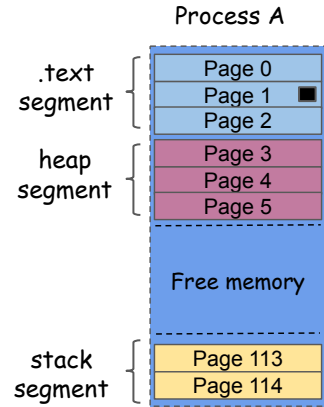 Process A
.text
segment
Page 0
Page 1
Page 2
heap
segment
Page 3
Page 4
Page 5
Free memory
stack
segment
Page 113
Page 114